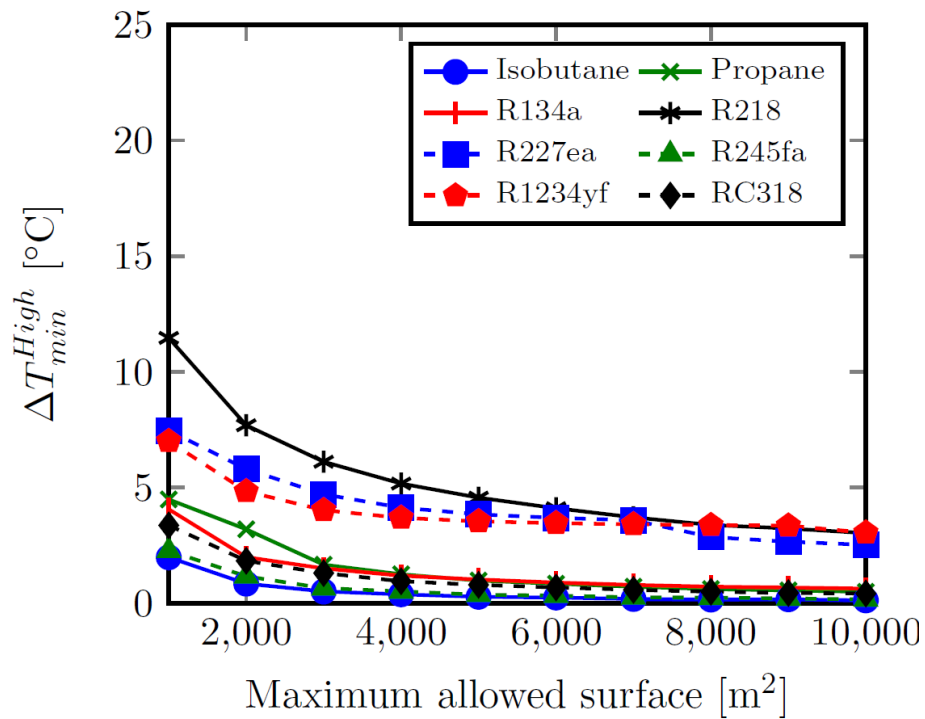 25
20
15
10
5
0
ΔT_min^High [°C]
Isobutane Propane
R134a R218
R227ea R245fa
R1234yf RC318
2,000 4,000 6,000 8,000 10,000
Maximum allowed surface [m²]